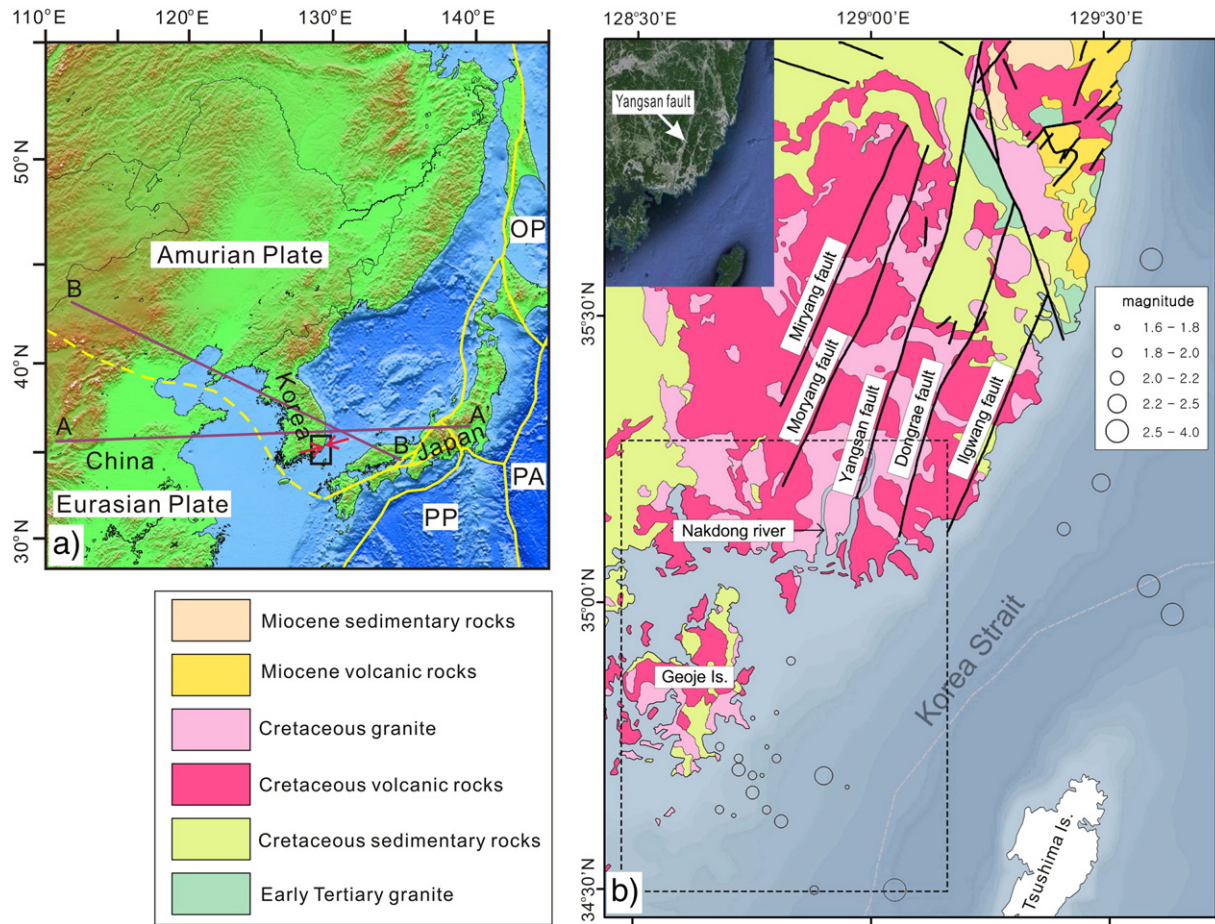 110°E
120°E
130°E
140°E
50°N
40°N
30°N
Amurian Plate
OP
B
Korea
A
A'
B'
Japan
China
PA
Eurasian Plate
PP
a)
Miocene sedimentary rocks
Miocene volcanic rocks
Cretaceous granite
Cretaceous volcanic rocks
Cretaceous sedimentary rocks
Early Tertiary granite
128°30'E
129°00'E
129°30'E
35°30'N
35°00'N
34°30'N
Yangsan fault
Miryang fault
Moryang fault
Yangsan fault
Dongrae fault
Ilgwang fault
magnitude
1.6 – 1.8
1.8 – 2.0
2.0 – 2.2
2.2 – 2.5
2.5 – 4.0
Nakdong river
Korea Strait
Geoje Is.
Tsushima Is.
b)